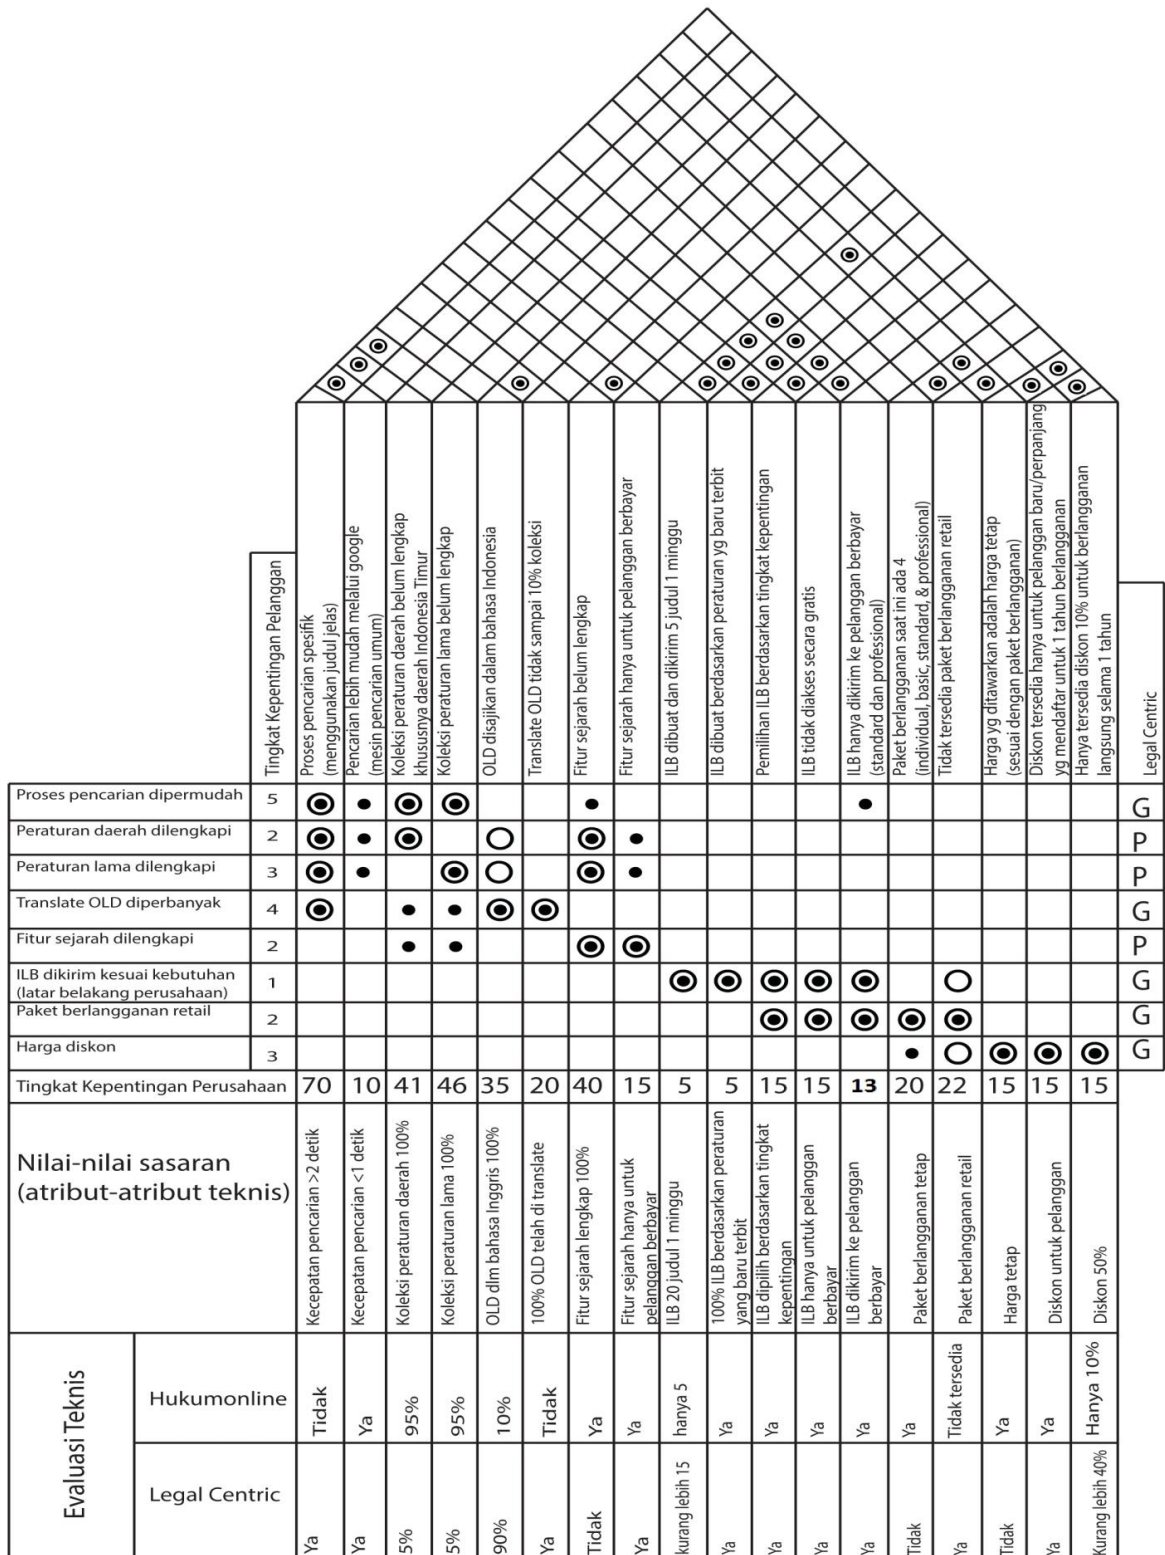 Tingkat Kepentingan Pelanggan
Proses pencarian spesifik
(menggunakan judul jelas)
Pencarian lebih mudah melalui google
(mesin pencarian umum)
Koleksi peraturan daerah belum lengkap
khususnya daerah Indonesia Timur
Koleksi peraturan lama belum lengkap
OLD disajikan dalam bahasa Indonesia
Translate OLD tidak sampai 10% koleksi
Fitur sejarah belum lengkap
Fitur sejarah hanya untuk pelanggan berbayar
ILB dibuat dan dikirim 5 judul 1 minggu
ILB dibuat berdasarkan peraturan yg baru terbit
Pemilihan ILB berdasarkan tingkat kepentingan
ILB tidak diakses secara gratis
ILB hanya dikirim ke pelanggan berbayar
(standard dan professional)
Paket berlangganan saat ini ada 4
(individual, basic, standard, & professional)
Tidak tersedia paket berlangganan retail
Harga yg ditawarkan adalah harga tetap
(sesuai dengan paket berlangganan)
Diskon tersedia hanya untuk pelanggan baru/perpanjang
yg mendaftar untuk 1 tahun berlangganan
Hanya tersedia diskon 10% untuk berlangganan
langsung selama 1 tahun
Legal Centric
Proses pencarian dipermudah 5 G
Peraturan daerah dilengkapi 2 P
Peraturan lama dilengkapi 3 P
Translate OLD diperbanyak 4 G
Fitur sejarah dilengkapi 2 P
ILB dikirim kesuai kebutuhan
(latar belakang perusahaan) 1 G
Paket berlangganan retail 2 G
Harga diskon 3 G
Tingkat Kepentingan Perusahaan 70 10 41 46 35 20 40 15 5 5 15 15 13 20 22 15 15 15
Nilai-nilai sasaran
(atribut-atribut teknis)
Kecepatan pencarian >2 detik
Kecepatan pencarian <1 detik
Koleksi peraturan daerah 100%
Koleksi peraturan lama 100%
OLD dlm bahasa Inggris 100%
100% OLD telah di translate
Fitur sejarah lengkap 100%
Fitur sejarah hanya untuk
pelanggan berbayar
ILB 20 judul 1 minggu
100% ILB berdasarkan peraturan
yang baru terbit
ILB dipilih berdasarkan tingkat
kepentingan
ILB hanya untuk pelanggan
berbayar
ILB dikirim ke pelanggan
berbayar
Paket berlangganan tetap
Paket berlangganan retail
Harga tetap
Diskon untuk pelanggan
Diskon 50%
Evaluasi Teknis
Hukumonline
Tidak
Ya
95%
95%
10%
Tidak
Ya
Ya
hanya 5
Ya
Ya
Ya
Ya
Ya
Tidak tersedia
Ya
Ya
Hanya 10%
Legal Centric
Ya
Ya
5%
5%
90%
Ya
Tidak
Ya
kurang lebih 15
Ya
Ya
Ya
Ya
Tidak
Ya
Tidak
Ya
Kurang lebih 40%